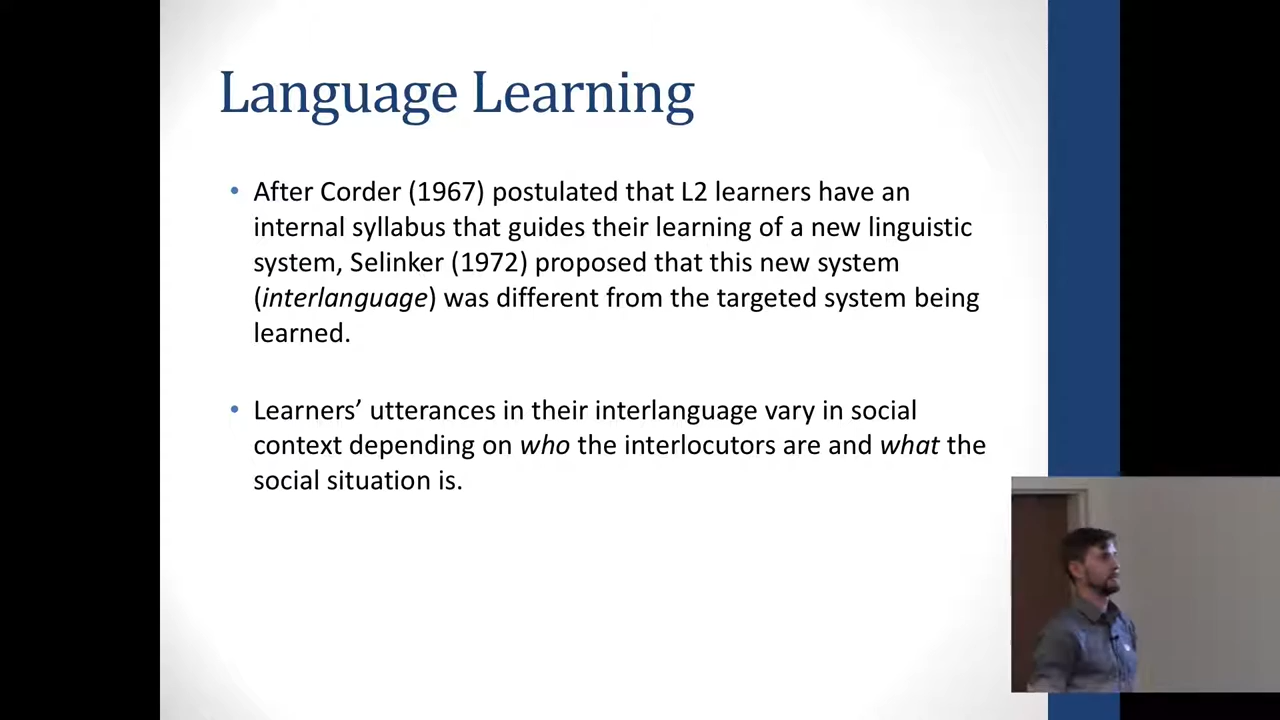 Language Learning
• After Corder (1967) postulated that L2 learners have an
internal syllabus that guides their learning of a new linguistic
system, Selinker (1972) proposed that this new system
(interlanguage) was different from the targeted system being
learned.
• Learners’ utterances in their interlanguage vary in social
context depending on who the interlocutors are and what the
social situation is.